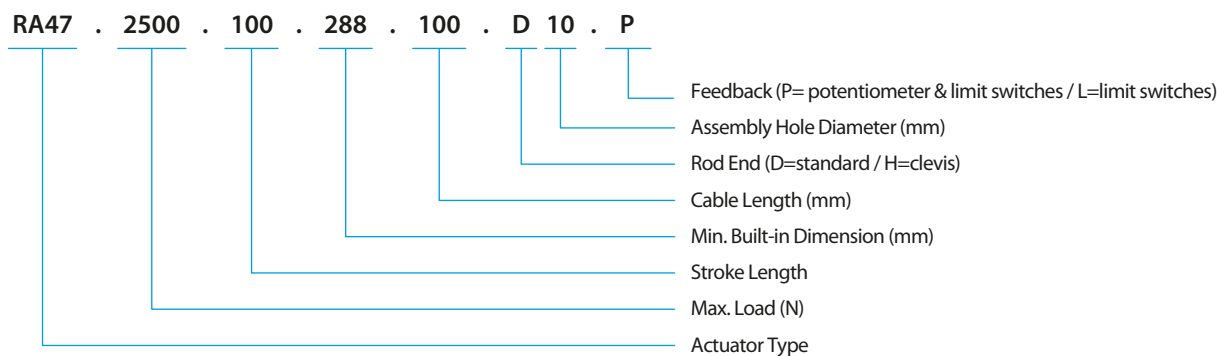 RA47 . 2500 . 100 . 288 . 100 . D 10 . P
Feedback (P= potentiometer & limit switches / L=limit switches)
Assembly Hole Diameter (mm)
Rod End (D=standard / H=clevis)
Cable Length (mm)
Min. Built-in Dimension (mm)
Stroke Length
Max. Load (N)
Actuator Type